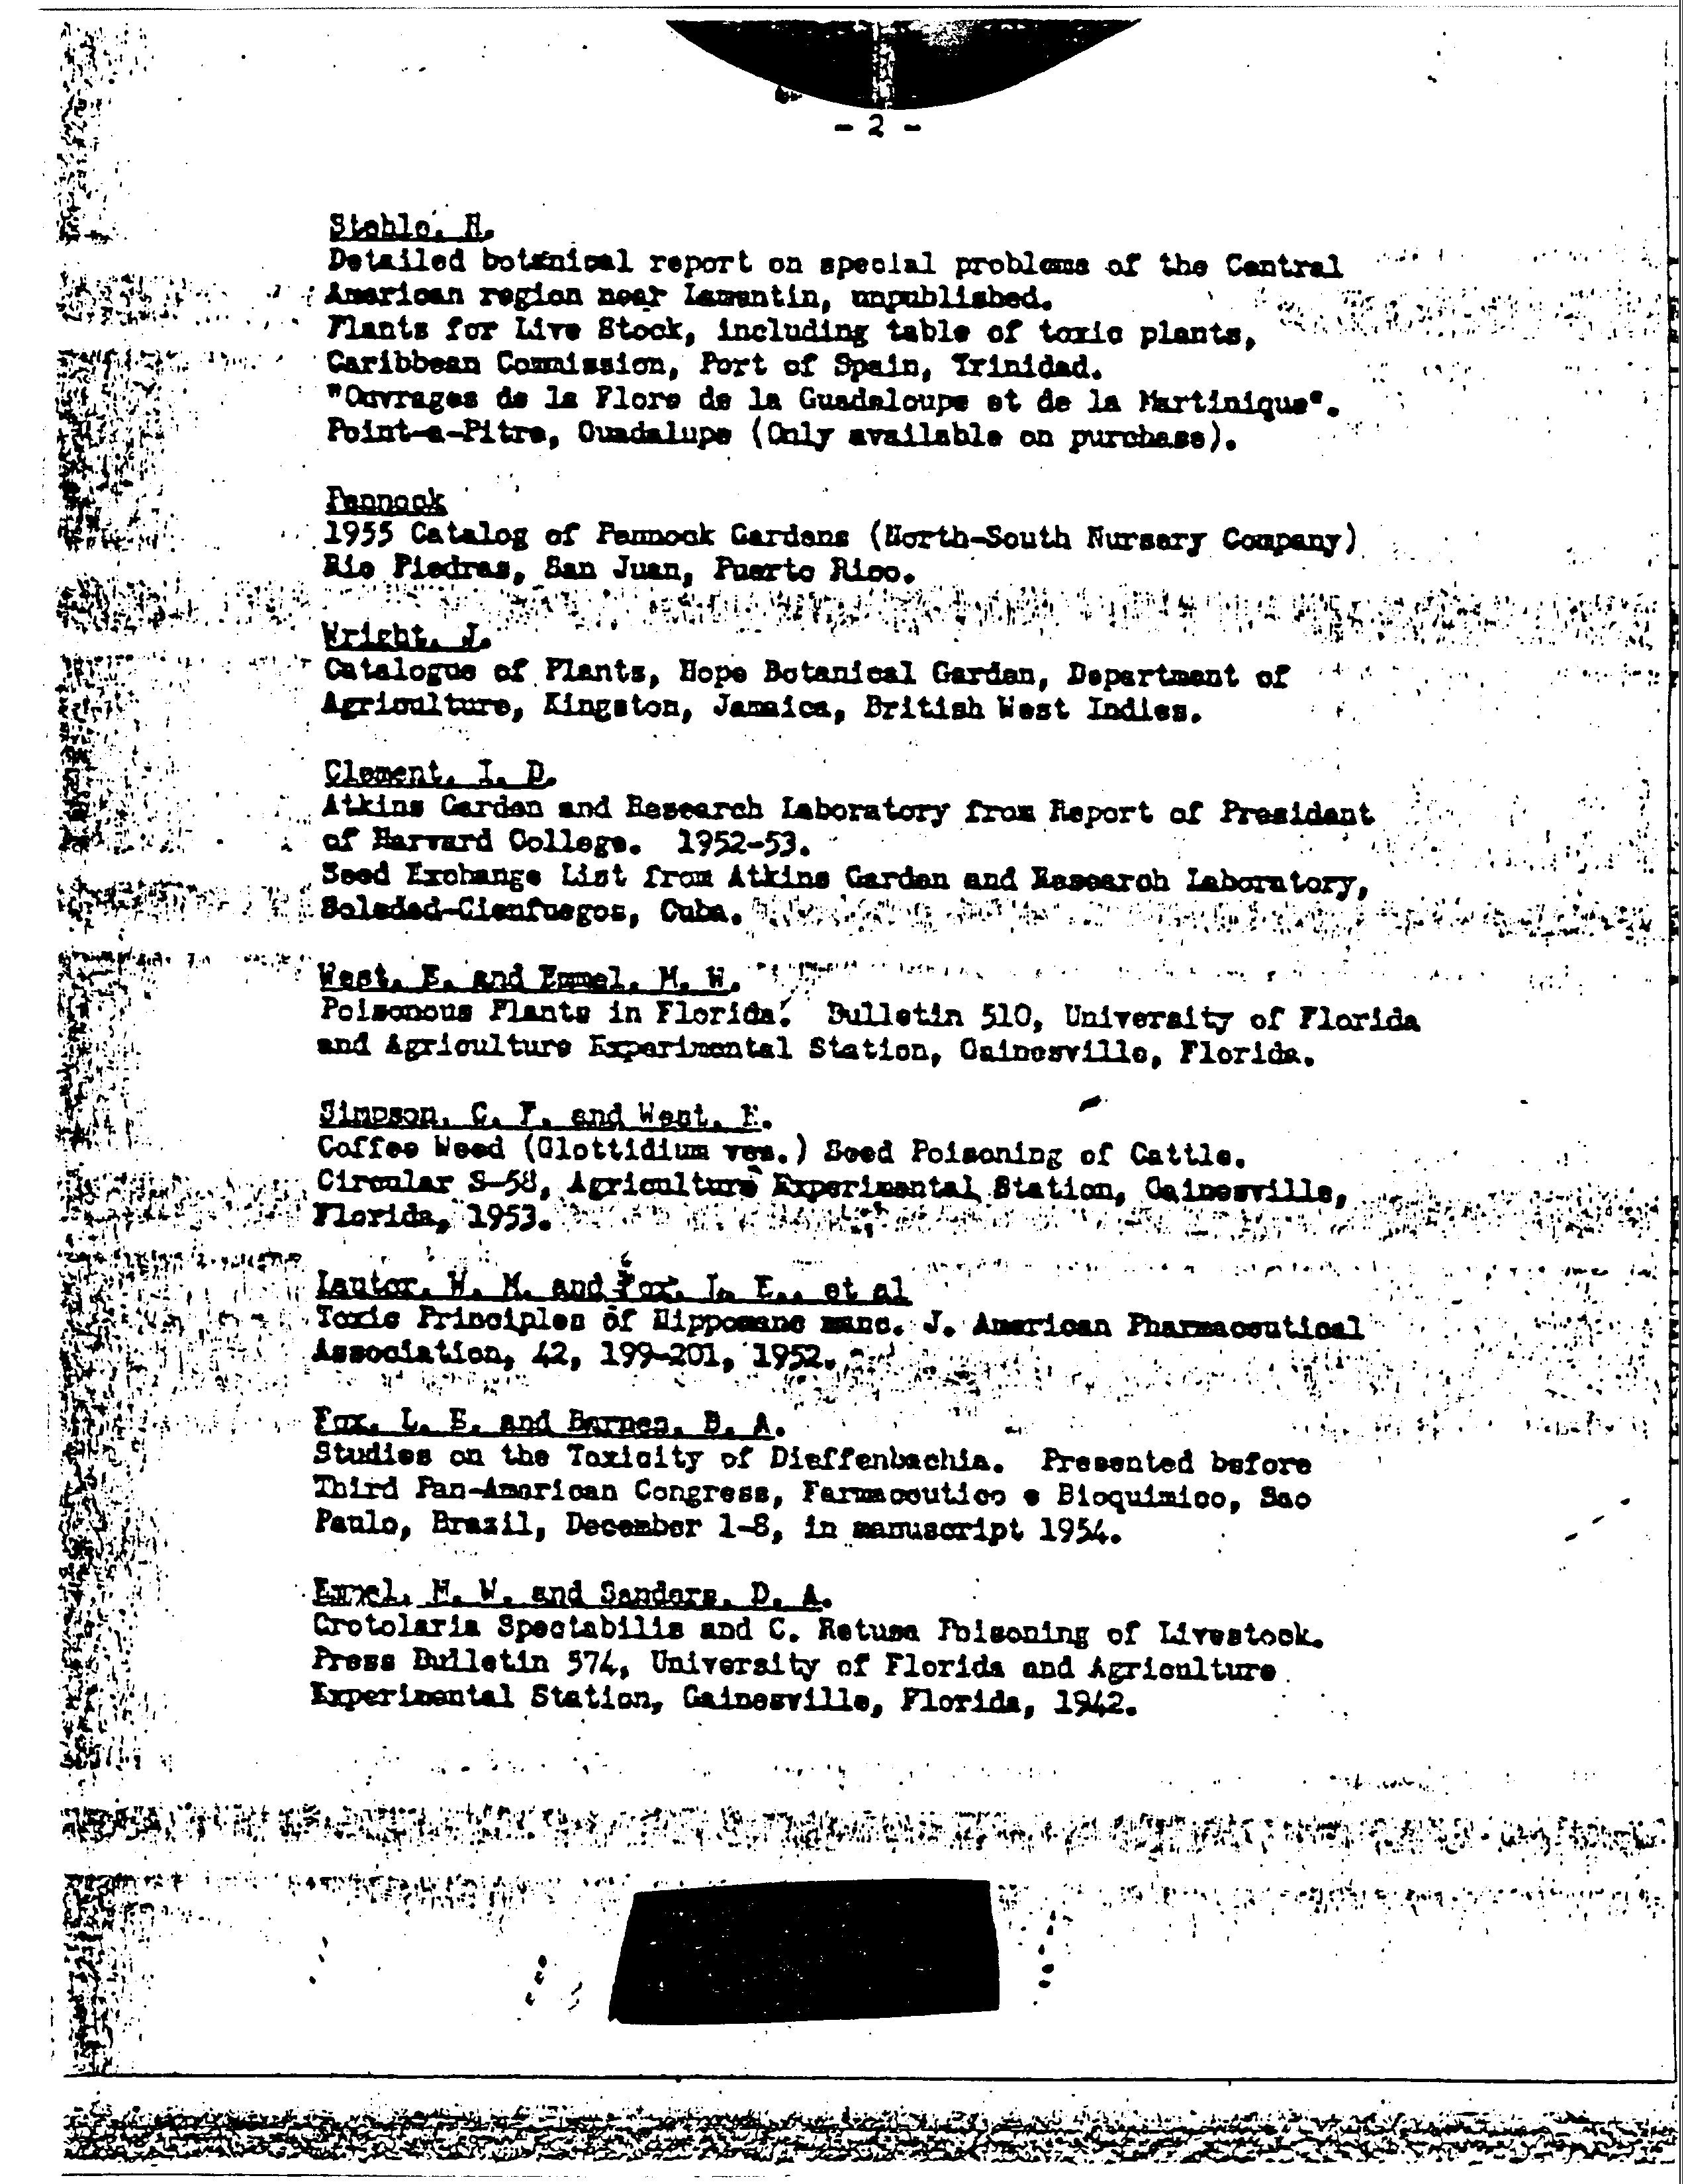 - 2 -
Stehle, H.
Detailed botanical report on special problems of the Central
American region near Lamentin, unpublished.
Plants for Live Stock, including table of toxic plants,
Caribbean Commission, Port of Spain, Trinidad.
"Ouvrages de la Flore de la Guadeloupe et de la Martinique".
Point-a-Pitre, Guadalupe (Only available on purchase).
Pennock
1955 Catalog of Pennock Gardens (North-South Nursery Company)
Rio Piedras, San Juan, Puerto Rico.
Wright, J.
Catalogue of Plants, Hope Botanical Garden, Department of
Agriculture, Kingston, Jamaica, British West Indies.
Clement, I. D.
Atkins Garden and Research Laboratory from Report of President
of Harvard College. 1952-53.
Seed Exchange List from Atkins Garden and Research Laboratory,
Soledad-Cienfuegos, Cuba.
West, E. and Emmel, M. W.
Poisonous Plants in Florida. Bulletin 510, University of Florida
and Agriculture Experimental Station, Gainesville, Florida.
Simpson, C. F. and West, E.
Coffee Weed (Glottidium ves.) Seed Poisoning of Cattle.
Circular S-58, Agriculture Experimental Station, Gainesville,
Florida, 1953.
Lauter, W. M. and Fox, L. E., et al
Toxic Principles of Hippomane manc. J. American Pharmaceutical
Association, 42, 199-201, 1952.
Fox, L. E. and Barnes, B. A.
Studies on the Toxicity of Dieffenbachia. Presented before
Third Pan-American Congress, Farmacoutico e Bioquimico, Sao
Paulo, Brazil, December 1-8, in manuscript 1954.
Emmel, M. W. and Sanders, D. A.
Crotolaria Spectabilis and C. Retusa Poisoning of Livestock.
Press Bulletin 574, University of Florida and Agriculture
Experimental Station, Gainesville, Florida, 1942.